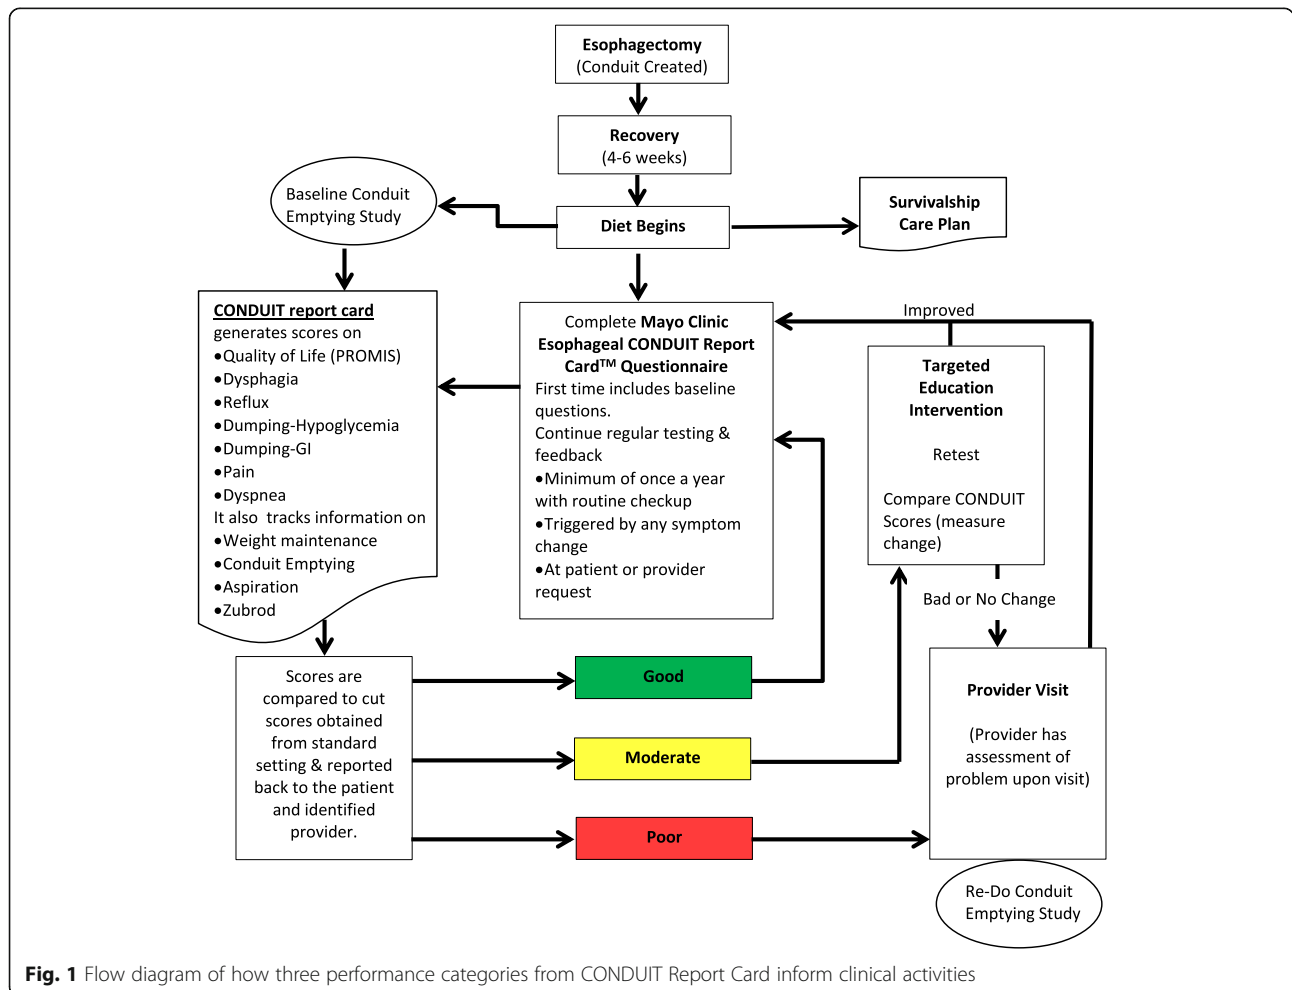 Esophagectomy
(Conduit Created)
Recovery
(4-6 weeks)
Baseline Conduit
Emptying Study
Diet Begins
Survivalship
Care Plan
CONDUIT report card
generates scores on
•Quality of Life (PROMIS)
•Dysphagia
•Reflux
•Dumping-Hypoglycemia
•Dumping-GI
•Pain
•Dyspnea
It also tracks information on
•Weight maintenance
•Conduit Emptying
•Aspiration
•Zubrod
Complete Mayo Clinic
Esophageal CONDUIT Report
Card™ Questionnaire
First time includes baseline
questions.
Continue regular testing &
feedback
•Minimum of once a year
with routine checkup
•Triggered by any symptom
change
•At patient or provider
request
Improved
Targeted
Education
Intervention
Retest
Compare CONDUIT
Scores (measure
change)
Bad or No Change
Scores are
compared to cut
scores obtained
from standard
setting & reported
back to the patient
and identified
provider.
Good
Moderate
Poor
Provider Visit
(Provider has
assessment of
problem upon visit)
Re-Do Conduit
Emptying Study
Fig. 1 Flow diagram of how three performance categories from CONDUIT Report Card inform clinical activities